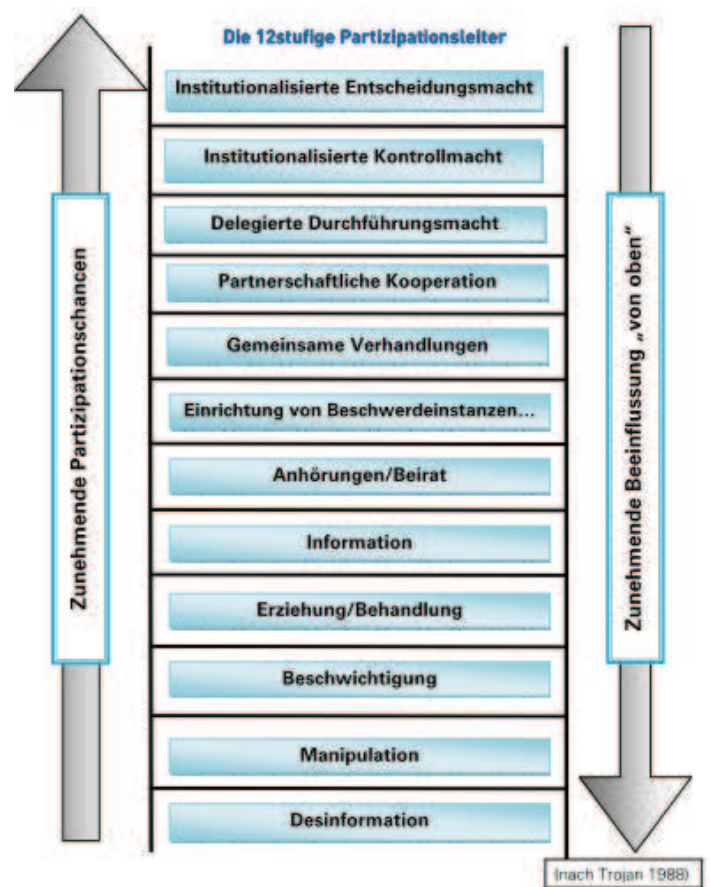 Die 12stufige Partizipationsleiter
Institutionalisierte Entscheidungsmacht
Institutionalisierte Kontrollmacht
Delegierte Durchführungsmacht
Partnerschaftliche Kooperation
Gemeinsame Verhandlungen
Einrichtung von Beschwerdeinstanzen...
Anhörungen/Beirat
Information
Erziehung/Behandlung
Beschwichtigung
Manipulation
Desinformation
Zunehmende Partizipationschancen
Zunehmende Beeinflussung „von oben“
(nach Trojan 1988)